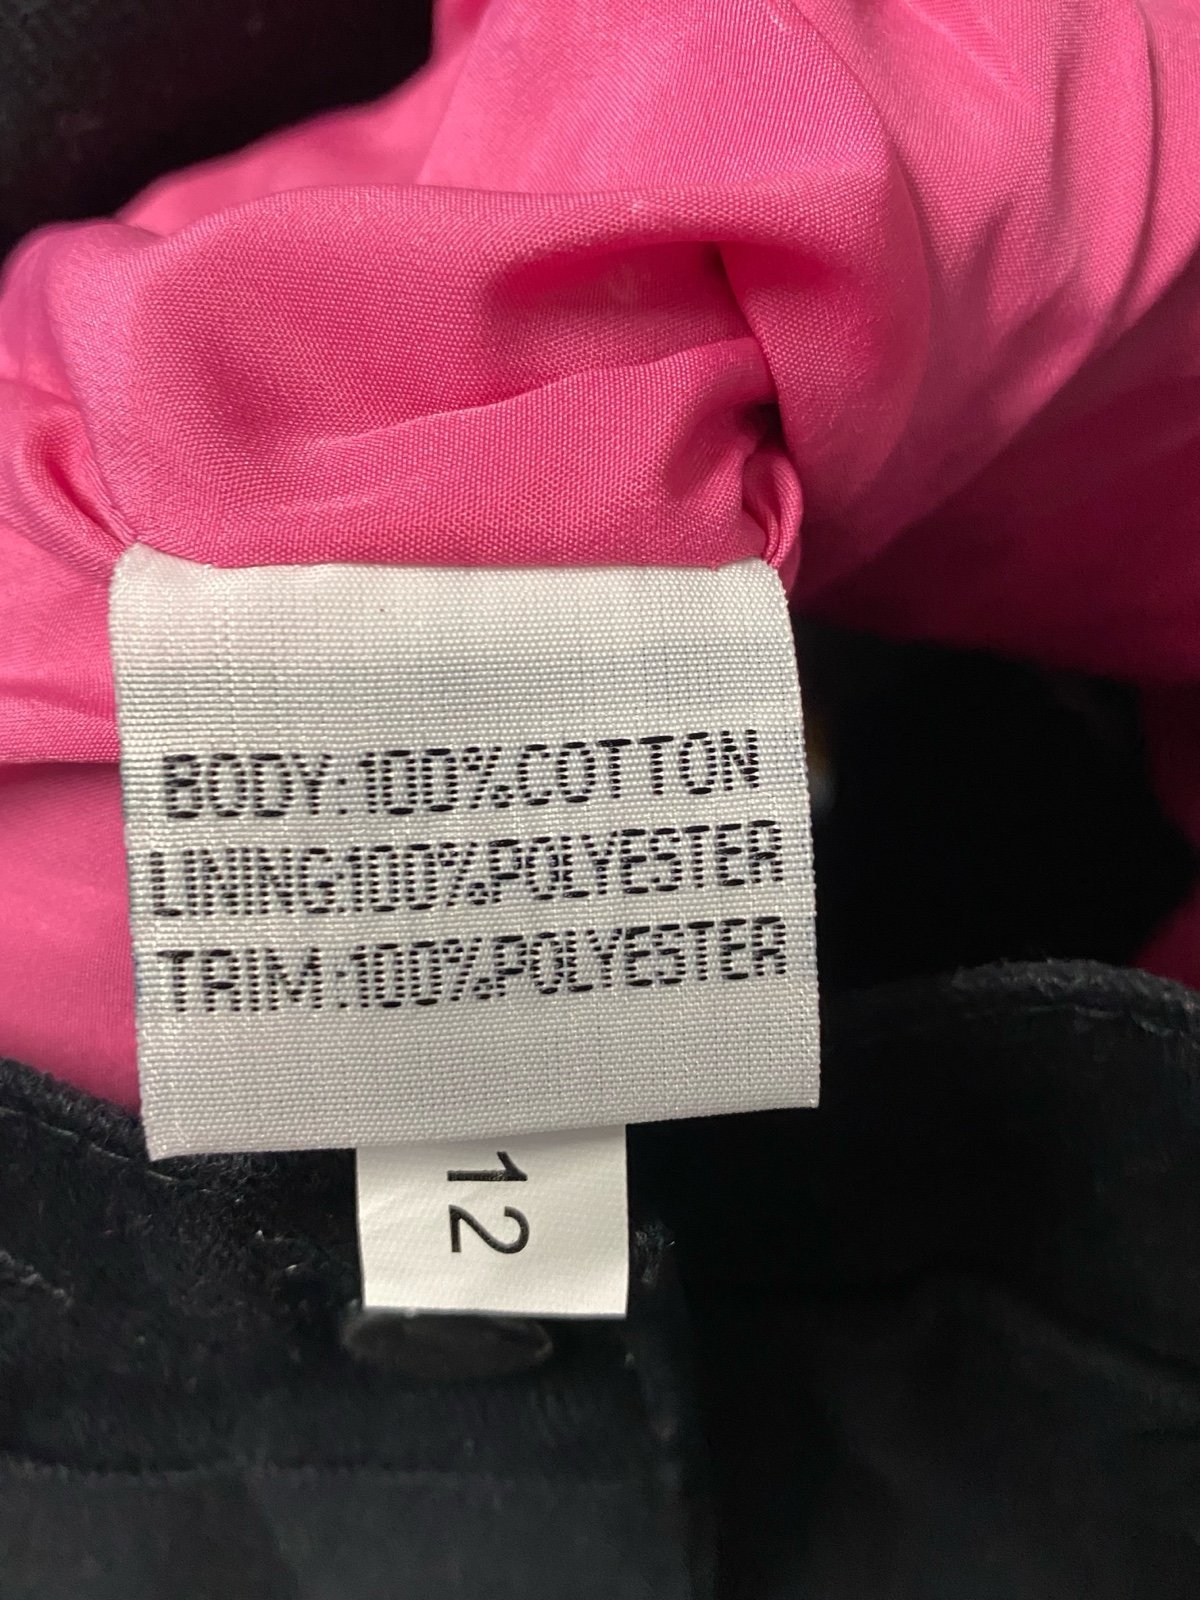 BODY:100%COTTON
LINING:100%POLYESTER
TRIM:100%POLYESTER
12